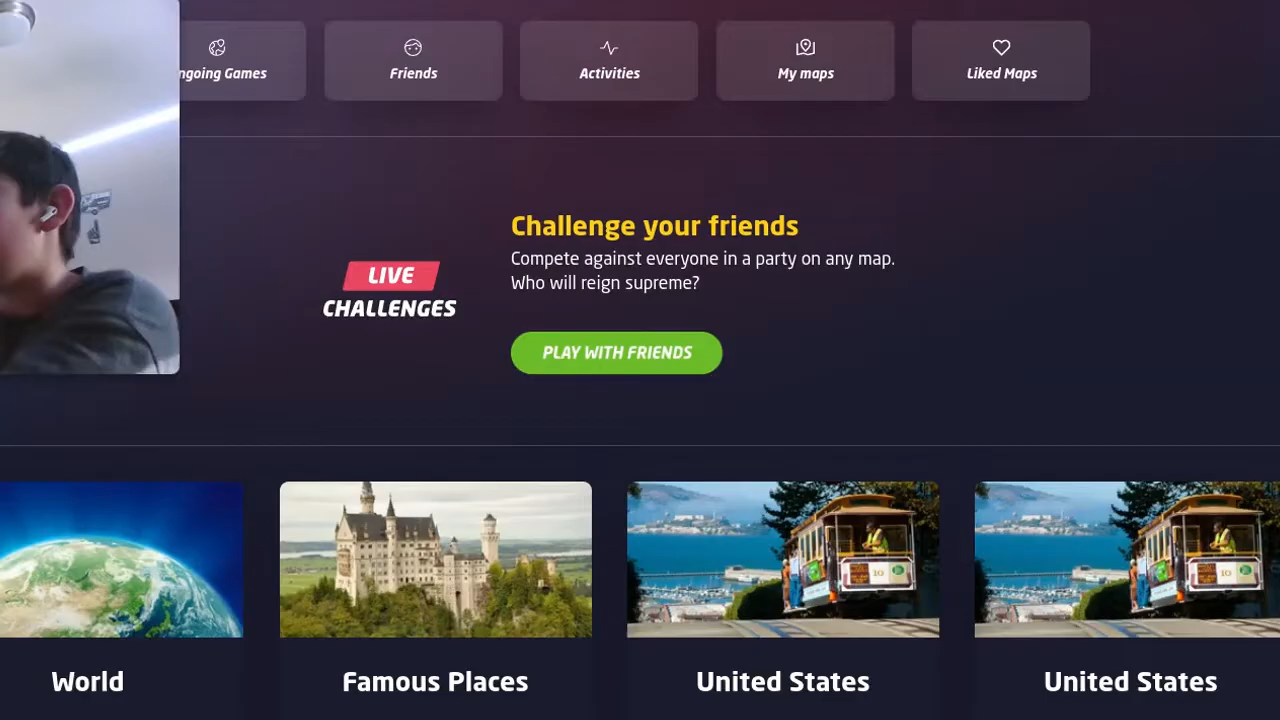 ngoing Games
Friends
Activities
My maps
Liked Maps
Challenge your friends
Compete against everyone in a party on any map.
Who will reign supreme?
LIVE
CHALLENGES
PLAY WITH FRIENDS
World
Famous Places
United States
United States